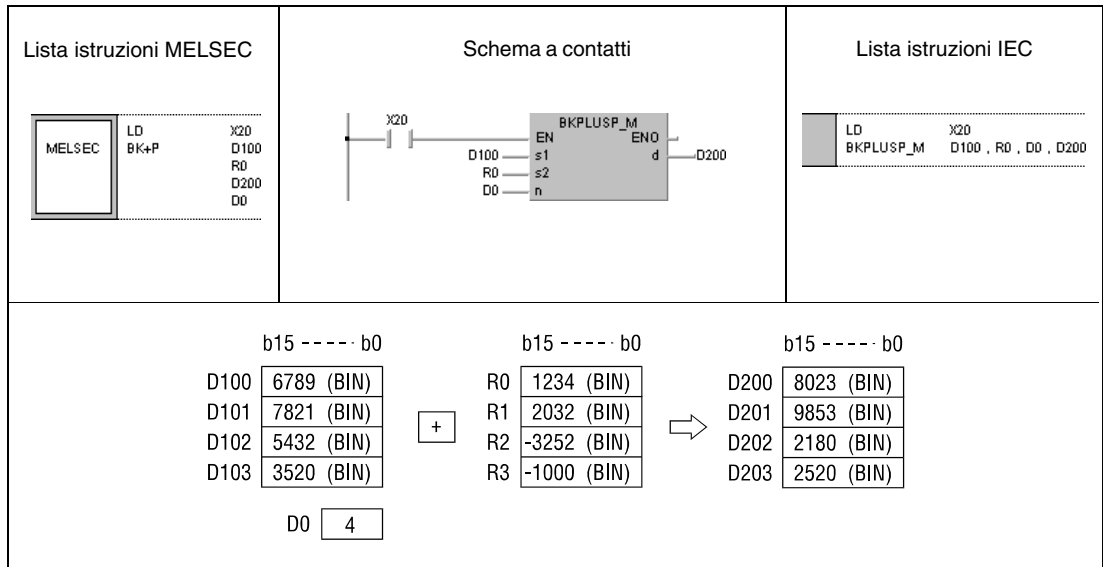 Lista istruzioni MELSEC
Schema a contatti
Lista istruzioni IEC
MELSEC
LD X20
BK+P D100
R0
D200
D0
X20
BKPLUSP_M
EN ENO
D100 s1 d D200
R0 s2
D0 n
LD X20
BKPLUSP_M D100 , R0 , D0 , D200
b15 - - - - - b0 b15 - - - - - b0 b15 - - - - - b0
D100 6789 (BIN) R0 1234 (BIN) D200 8023 (BIN)
D101 7821 (BIN) + R1 2032 (BIN) D201 9853 (BIN)
D102 5432 (BIN) R2 -3252 (BIN) D202 2180 (BIN)
D103 3520 (BIN) R3 -1000 (BIN) D203 2520 (BIN)
D0 4